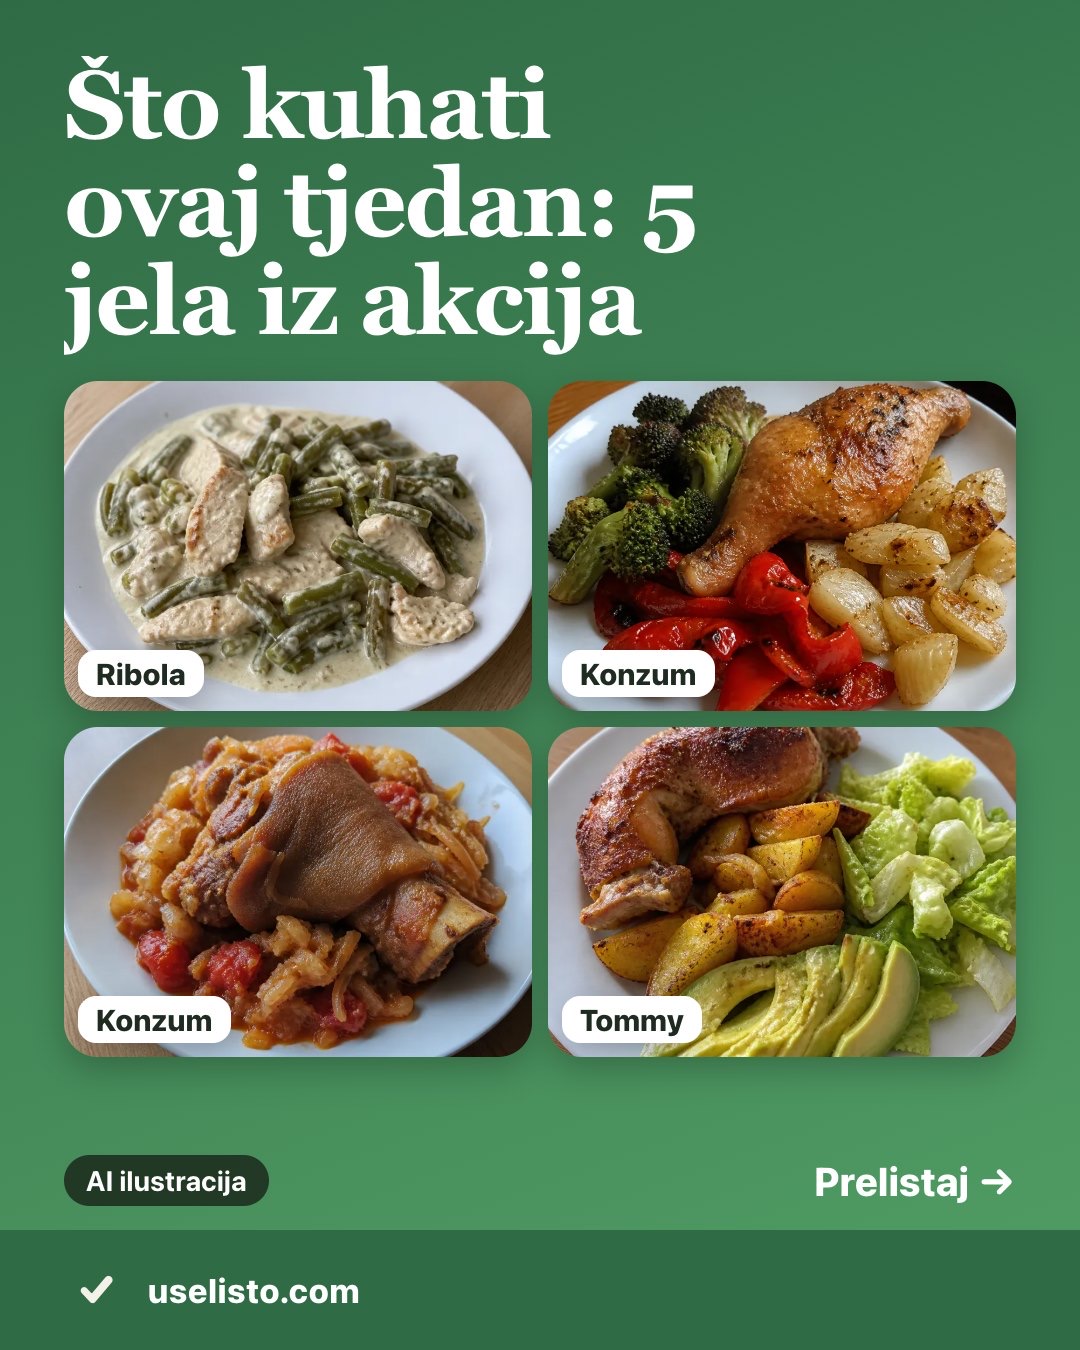 Što kuhati
ovaj tjedan: 5
jela iz akcija
Ribola
Konzum
Konzum
Tommy
AI ilustracija
Prelistaj →
uselisto.com